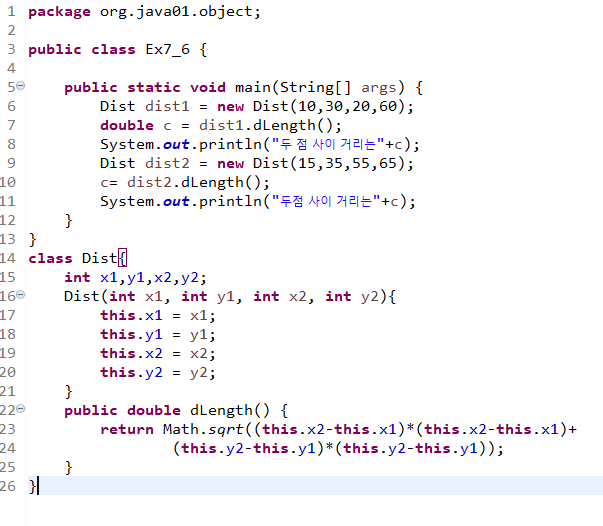 1 package org.java01.object;
2
3 public class Ex7_6 {
4
5 public static void main(String[] args) {
6 Dist dist1 = new Dist(10,30,20,60);
7 double c = dist1.dLength();
8 System.out.println("두 점 사이 거리는"+c);
9 Dist dist2 = new Dist(15,35,55,65);
10 c= dist2.dLength();
11 System.out.println("두점 사이 거리는"+c);
12 }
13 }
14 class Dist{
15 int x1,y1,x2,y2;
16 Dist(int x1, int y1, int x2, int y2){
17 this.x1 = x1;
18 this.y1 = y1;
19 this.x2 = x2;
20 this.y2 = y2;
21 }
22 public double dLength() {
23 return Math.sqrt((this.x2-this.x1)*(this.x2-this.x1)+
24 (this.y2-this.y1)*(this.y2-this.y1));
25 }
26 }